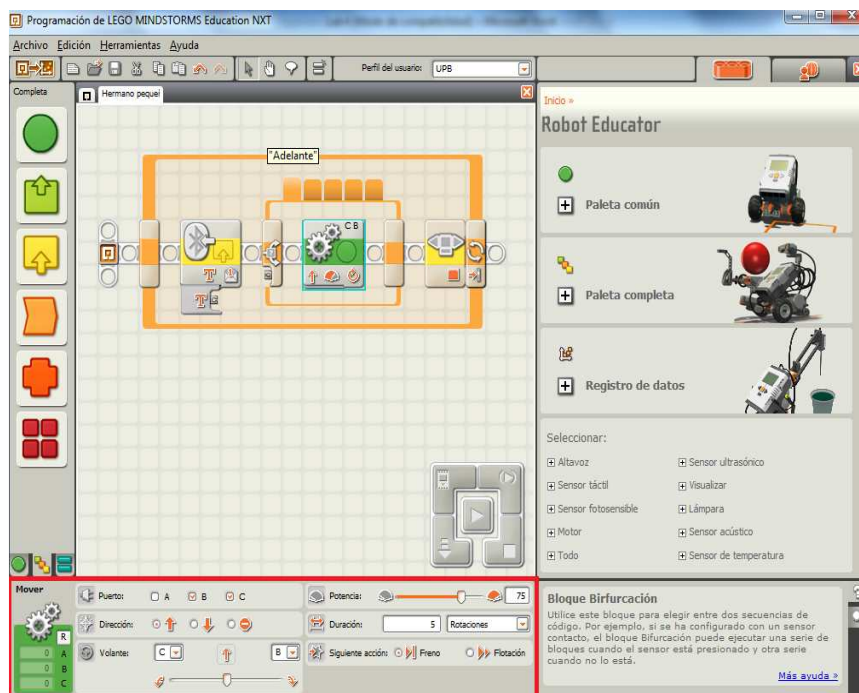 Programación de LEGO MINDSTORMS Education NXT
Archivo Edición Herramientas Ayuda
Perfil del usuario: UPB
Completa
Hermano pequeñ
"Adelante"
C B
Inicio »
Robot Educator
Paleta común
Paleta completa
Registro de datos
Seleccionar:
Altavoz
Sensor ultrasónico
Sensor táctil
Visualizar
Sensor fotosensible
Lámpara
Motor
Sensor acústico
Todo
Sensor de temperatura
Mover
R
0 A
0 B
0 C
Puerto: A B C
Dirección:
Volante: C B
Potencia: 75
Duración: 5 Rotaciones
Siguiente acción: Freno Flotación
Bloque Birfurcación
Utilice este bloque para elegir entre dos secuencias de
código. Por ejemplo, si se ha configurado con un sensor
contacto, el bloque Bifurcación puede ejecutar una serie de
bloques cuando el sensor está presionado y otra serie
cuando no lo está.
Más ayuda »